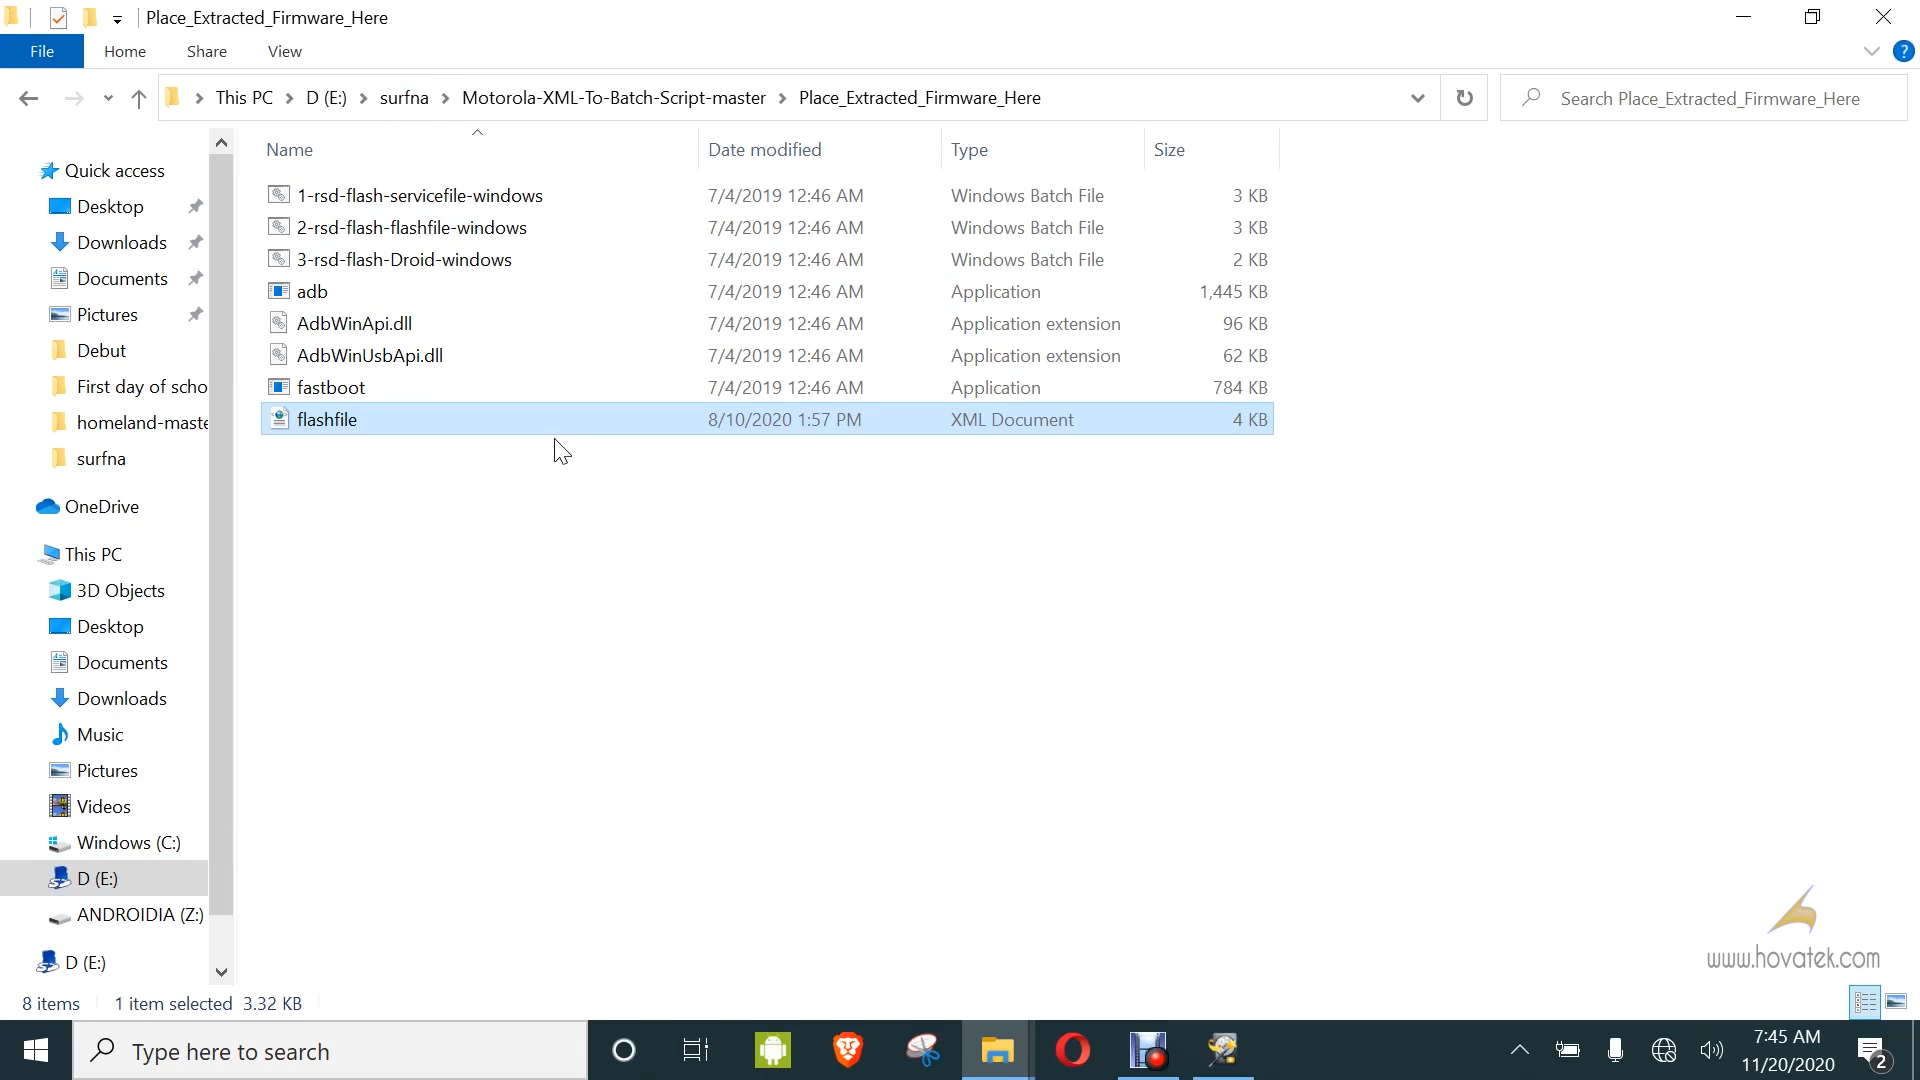 Place_Extracted_Firmware_Here
File Home Share View ?
This PC D (E:) surfna Motorola-XML-To-Batch-Script-master Place_Extracted_Firmware_Here Search Place_Extracted_Firmware_Here
Name Date modified Type Size
1-rsd-flash-servicefile-windows 7/4/2019 12:46 AM Windows Batch File 3 KB
2-rsd-flash-flashfile-windows 7/4/2019 12:46 AM Windows Batch File 3 KB
3-rsd-flash-Droid-windows 7/4/2019 12:46 AM Windows Batch File 2 KB
adb 7/4/2019 12:46 AM Application 1,445 KB
AdbWinApi.dll 7/4/2019 12:46 AM Application extension 96 KB
AdbWinUsbApi.dll 7/4/2019 12:46 AM Application extension 62 KB
fastboot 7/4/2019 12:46 AM Application 784 KB
flashfile 8/10/2020 1:57 PM XML Document 4 KB
Quick access
Desktop
Downloads
Documents
Pictures
Debut
First day of scho
homeland-maste
surfna
OneDrive
This PC
3D Objects
Desktop
Documents
Downloads
Music
Pictures
Videos
Windows (C:)
D (E:)
ANDROIDIA (Z:)
D (E:)
www.hovatek.com
8 items 1 item selected 3.32 KB
Type here to search
7:45 AM
11/20/2020
2